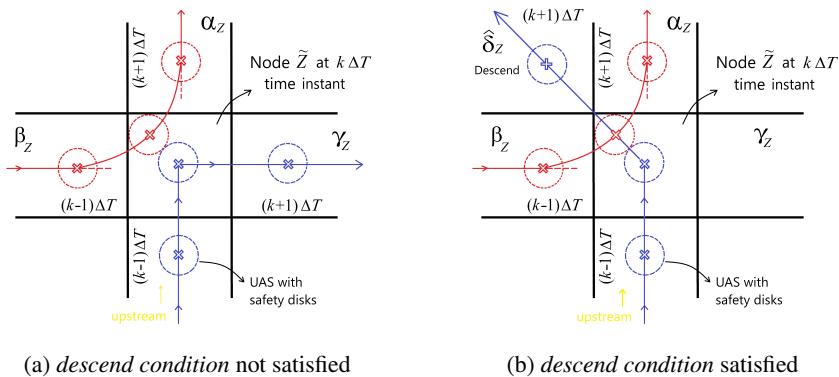 α_Z
(k+1)ΔT
Node Z̃ at k ΔT
time instant
β_Z
γ_Z
(k-1)ΔT
(k+1)ΔT
(k-1)ΔT
UAS with
safety disks
upstream
(a) descend condition not satisfied
(k+1)ΔT
α_Z
δ̂_Z
Descend
(k+1)ΔT
Node Z̃ at k ΔT
time instant
β_Z
γ_Z
(k-1)ΔT
(k-1)ΔT
UAS with
safety disks
upstream
(b) descend condition satisfied